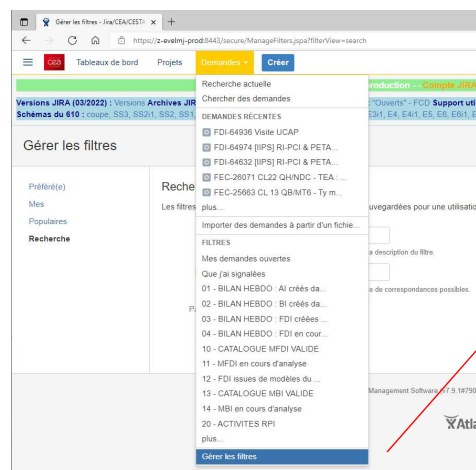 Gérer les filtres - Jira/CEA/CESTA
https://z-evelmj-prod:8443/secure/ManageFilters.jspa?filterView=search
cea Tableaux de bord Projets Demandes Créer
Recherche actuelle
roduction -- Compte JIRA
Chercher des demandes
Versions JIRA (03/2022) : Versions Archives JIR
"Ouverts" - FCD Support uti
Schémas du 610 : coupe, SS3, SS2i1, SS2, SS1
E3i1, E4, E4i1, E5, E6, E6i1, E
DEMANDES RÉCENTES
FDI-64936 Visite UCAP
FDI-64974 [IIPS] RI-PCI & PETA...
FDI-64632 [IIPS] RI-PCI & PETA...
FEC-26071 CL22 QH/NDC - TEA : ...
FEC-25663 CL 13 QB/MT6 - Ty m...
plus...
Importer des demandes à partir d'un fichie...
FILTRES
Mes demandes ouvertes
Que j'ai signalées
01 - BILAN HEBDO : AI créés da...
02 - BILAN HEBDO : BI créés da...
03 - BILAN HEBDO : FDI créées ...
04 - BILAN HEBDO : FDI en cour...
10 - CATALOGUE MFDI VALIDE
11 - MFDI en cours d'analyse
12 - FDI issues de modèles du ...
13 - CATALOGUE MBI VALIDE
14 - MBI en cours d'analyse
20 - ACTIVITES RPI
plus...
Gérer les filtres
Gérer les filtres
Préféré(e)
Mes
Populaires
Recherche
Reche
Les filtres
uvegardées pour une utilisatio
a description du filtre.
e de correspondances possibles.
Pa
Management Software (v7.9.1#790
Atla